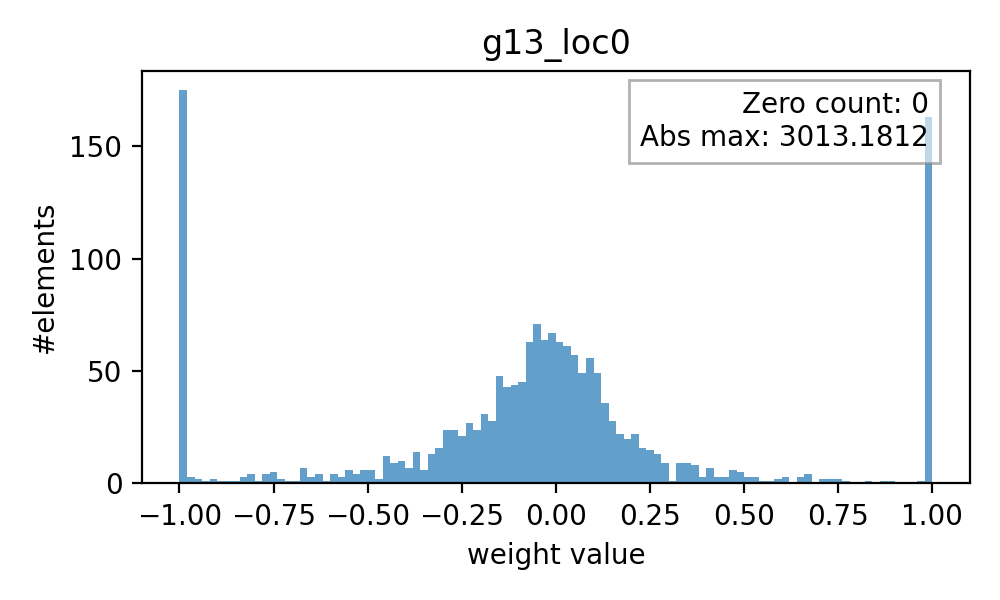 g13_loc0
Zero count: 0
Abs max: 3013.1812
#elements
150
100
50
0
−1.00 −0.75 −0.50 −0.25 0.00 0.25 0.50 0.75 1.00
weight value